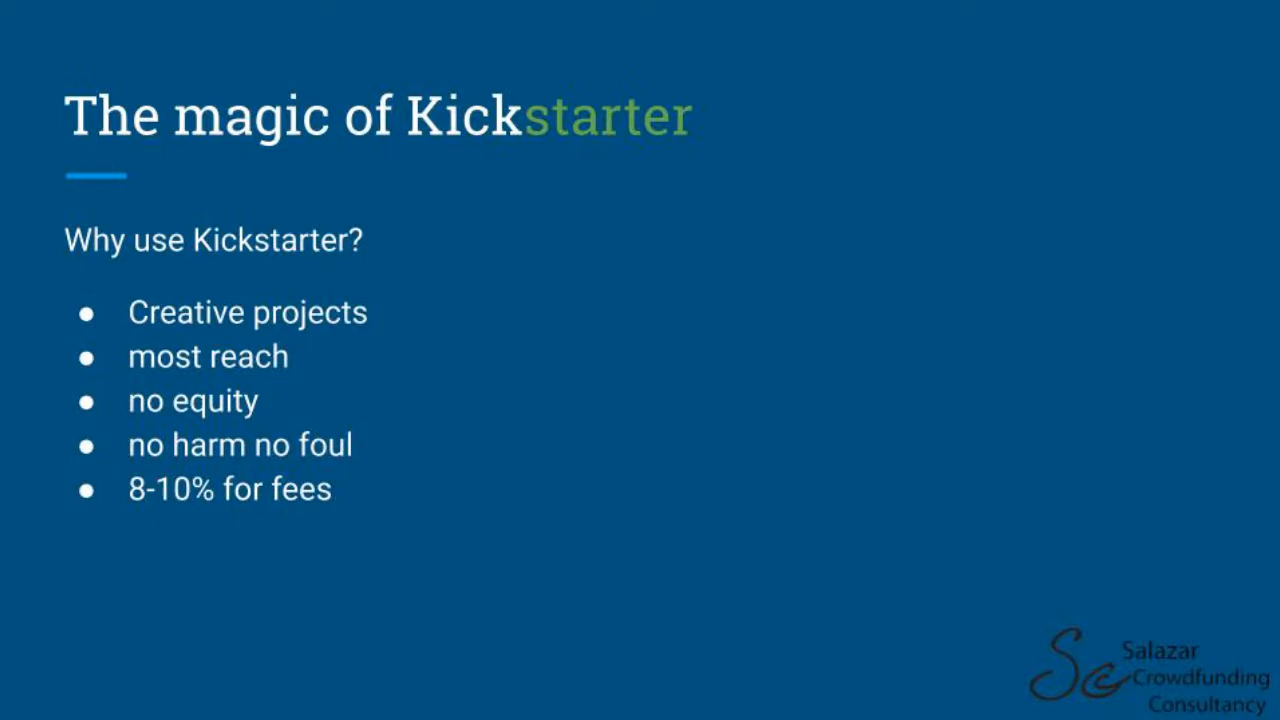 The magic of Kickstarter
Why use Kickstarter?
● Creative projects
● most reach
● no equity
● no harm no foul
● 8-10% for fees
Scc
Salazar
Crowdfunding
Consultancy